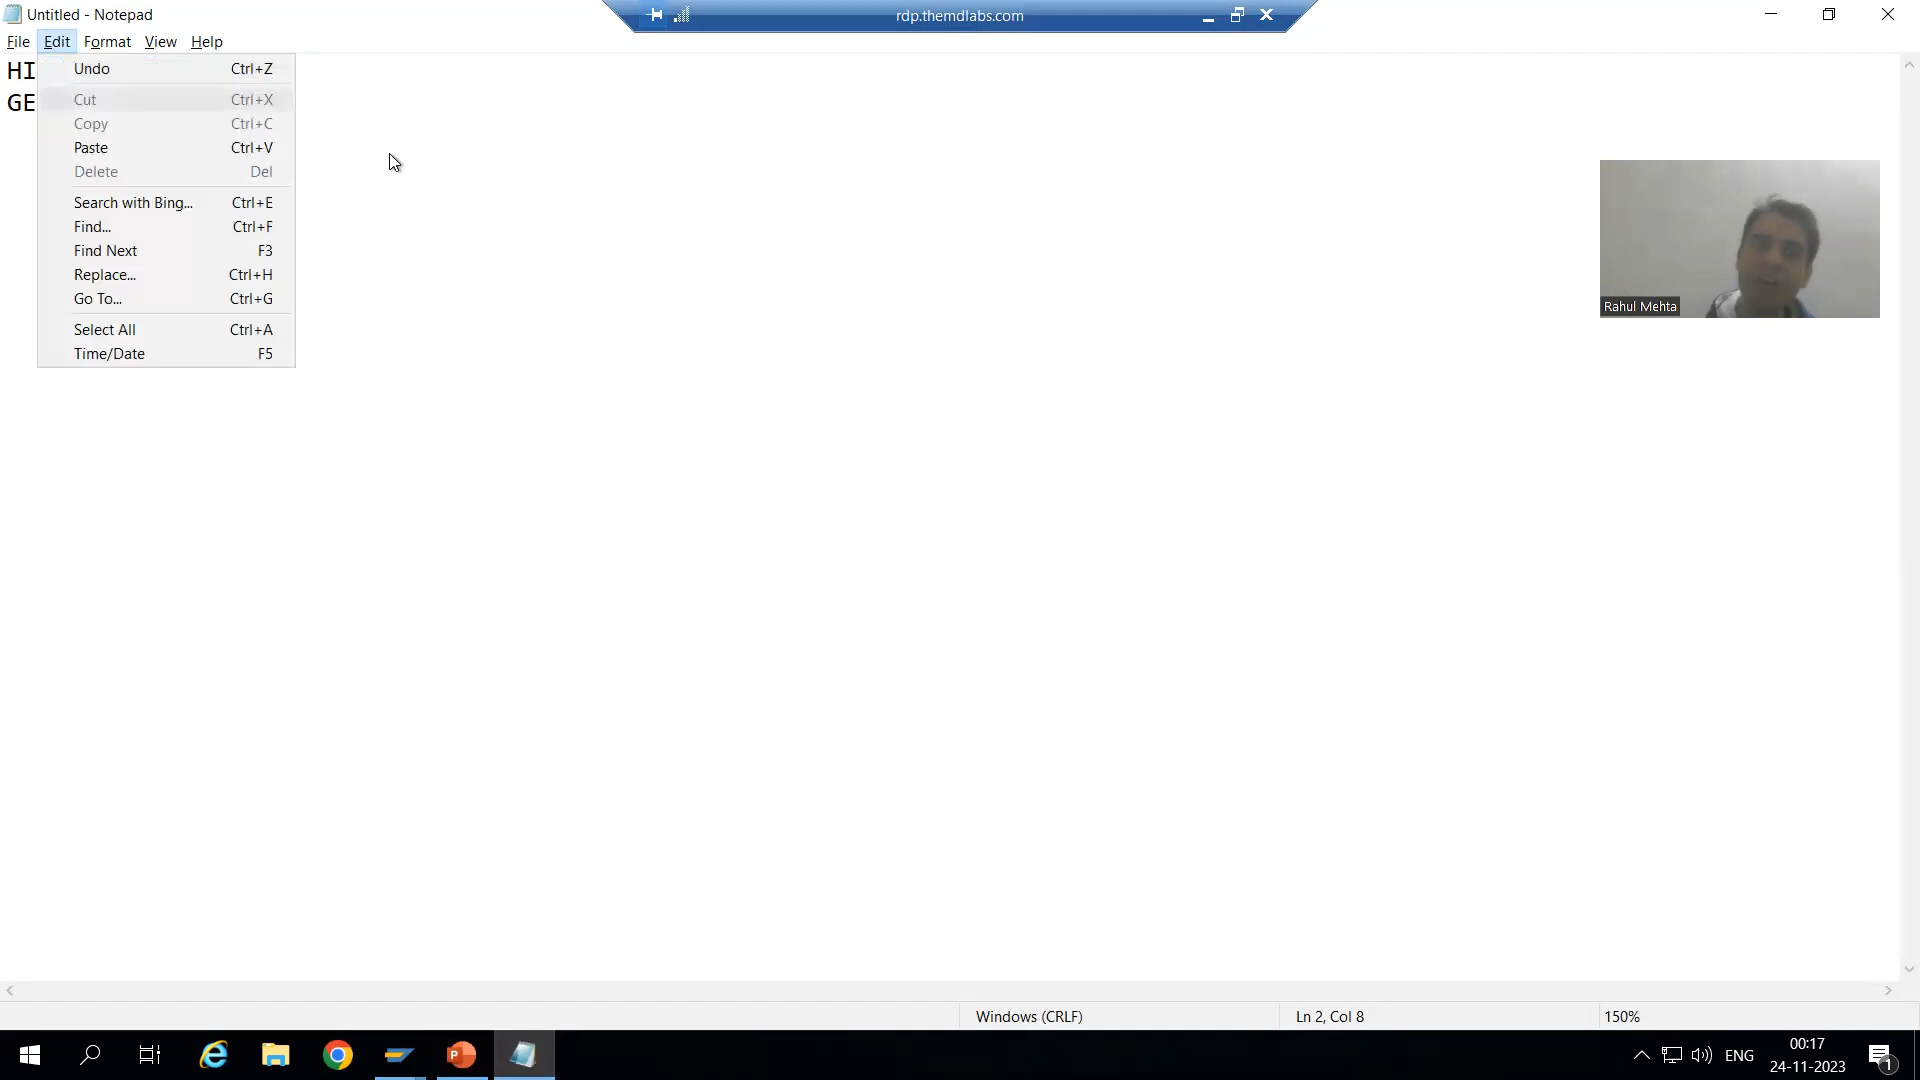 Untitled - Notepad
rdp.themdlabs.com
File Edit Format View Help
HI
GE
Undo Ctrl+Z
Cut Ctrl+X
Copy Ctrl+C
Paste Ctrl+V
Delete Del
Search with Bing... Ctrl+E
Find... Ctrl+F
Find Next F3
Replace... Ctrl+H
Go To... Ctrl+G
Select All Ctrl+A
Time/Date F5
Rahul Mehta
Windows (CRLF) Ln 2, Col 8 150%
ENG
00:17
24-11-2023
1